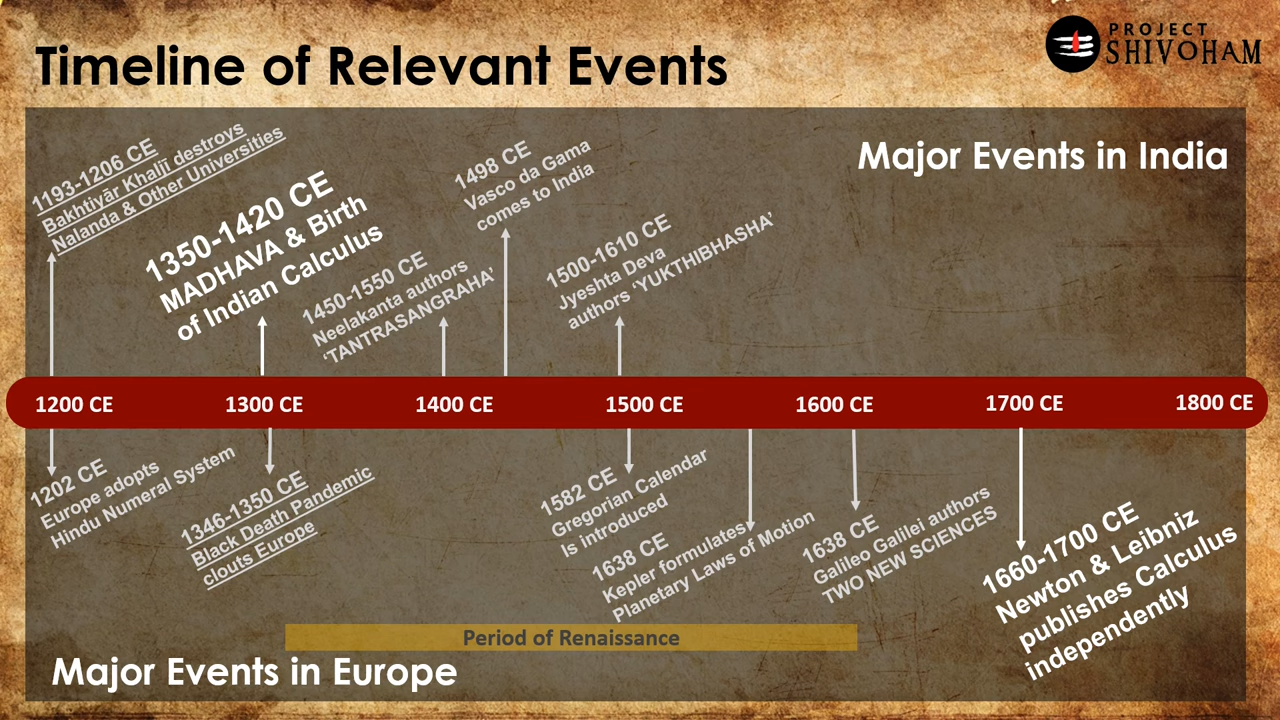 Timeline of Relevant Events
PROJECT
SHIVOHAM
Major Events in India
1193-1206 CE
Bakhtiyār Khaljī destroys
Nalanda & Other Universities
1350-1420 CE
MADHAVA & Birth
of Indian Calculus
1450-1550 CE
Neelakanta authors
‘TANTRASANGRAHA’
1498 CE
Vasco da Gama
comes to India
1500-1610 CE
Jyeshta Deva
authors ‘YUKTHIBHASHA’
1200 CE 1300 CE 1400 CE 1500 CE 1600 CE 1700 CE 1800 CE
1202 CE
Europe adopts
Hindu Numeral System
1346-1350 CE
Black Death Pandemic
clouts Europe
1582 CE
Gregorian Calendar
Is introduced
1638 CE
Kepler formulates
Planetary Laws of Motion
1638 CE
Galileo Galilei authors
TWO NEW SCIENCES
1660-1700 CE
Newton & Leibniz
publishes Calculus
independently
Period of Renaissance
Major Events in Europe